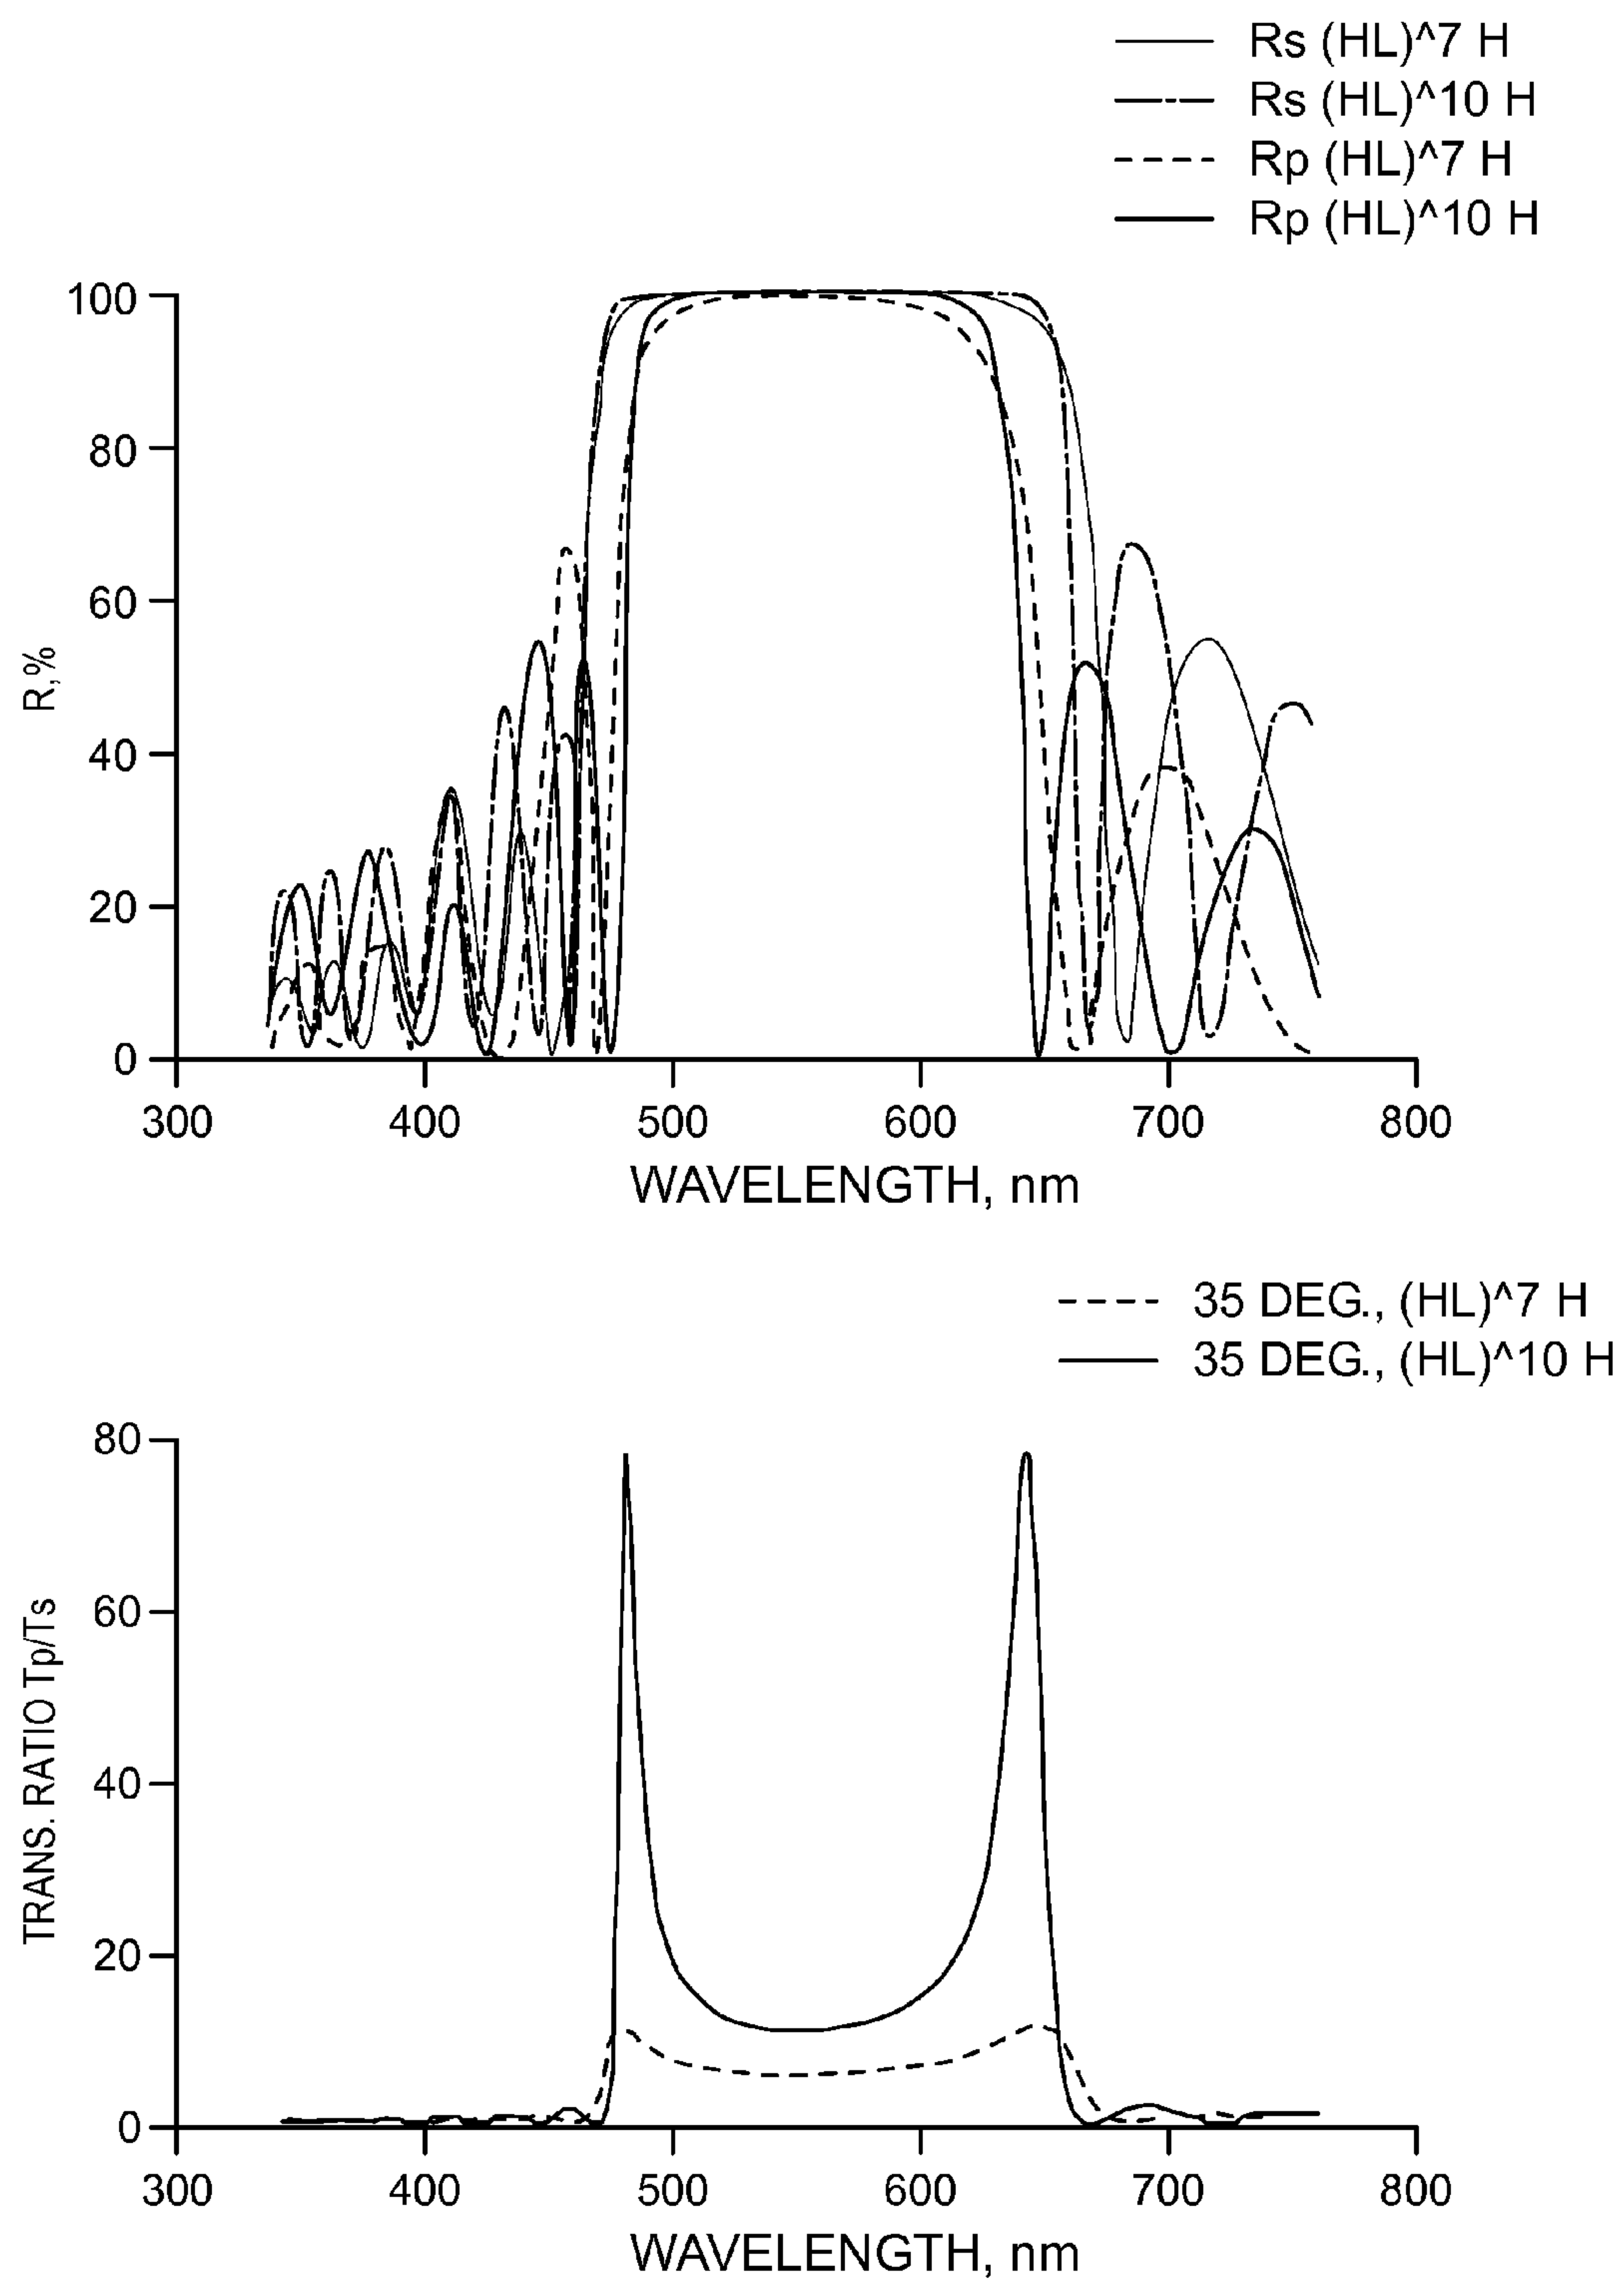 Rs (HL)^7 H
Rs (HL)^10 H
Rp (HL)^7 H
Rp (HL)^10 H
100
80
60
40
20
0
R,%
300 400 500 600 700 800
WAVELENGTH, nm
35 DEG., (HL)^7 H
35 DEG., (HL)^10 H
80
60
40
20
0
TRANS. RATIO Tp/Ts
300 400 500 600 700 800
WAVELENGTH, nm